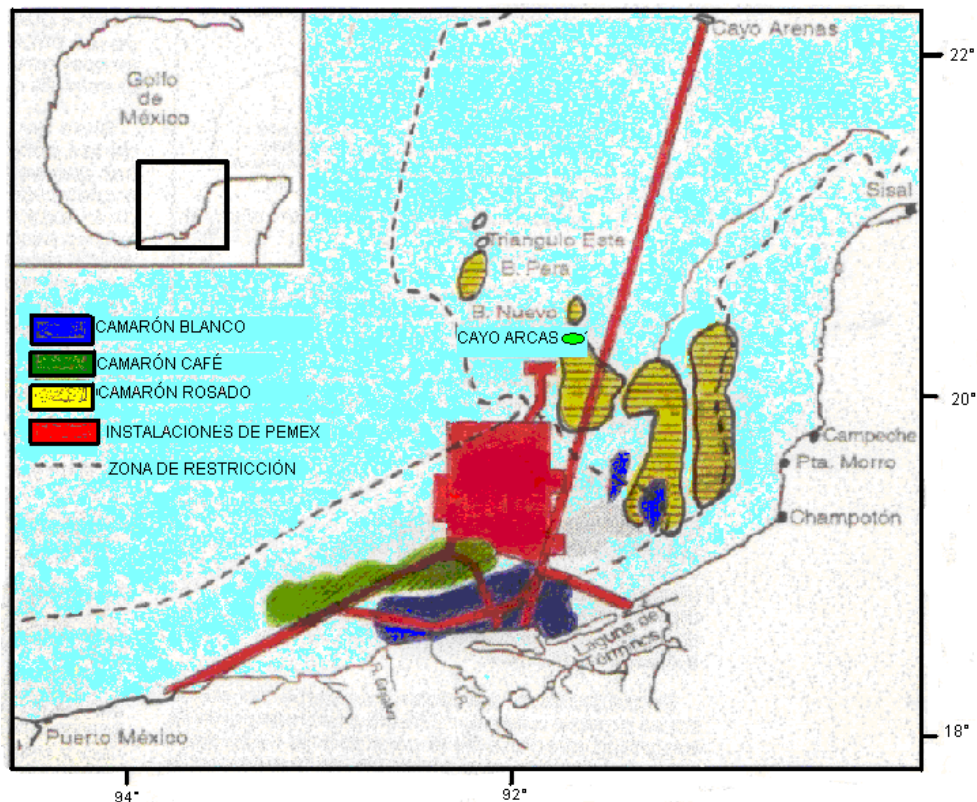 Cayo Arenas
22°
Golfo
de
México
Sisal
Triangulo Este
B. Pera
B. Nuevo
CAYO ARCAS
CAMARÓN BLANCO
CAMARÓN CAFÉ
CAMARÓN ROSADO
INSTALACIONES DE PEMEX
ZONA DE RESTRICCIÓN
20°
Campeche
Pta. Morro
Champotón
Laguna de
Términos
Puerto México
18°
94°
92°